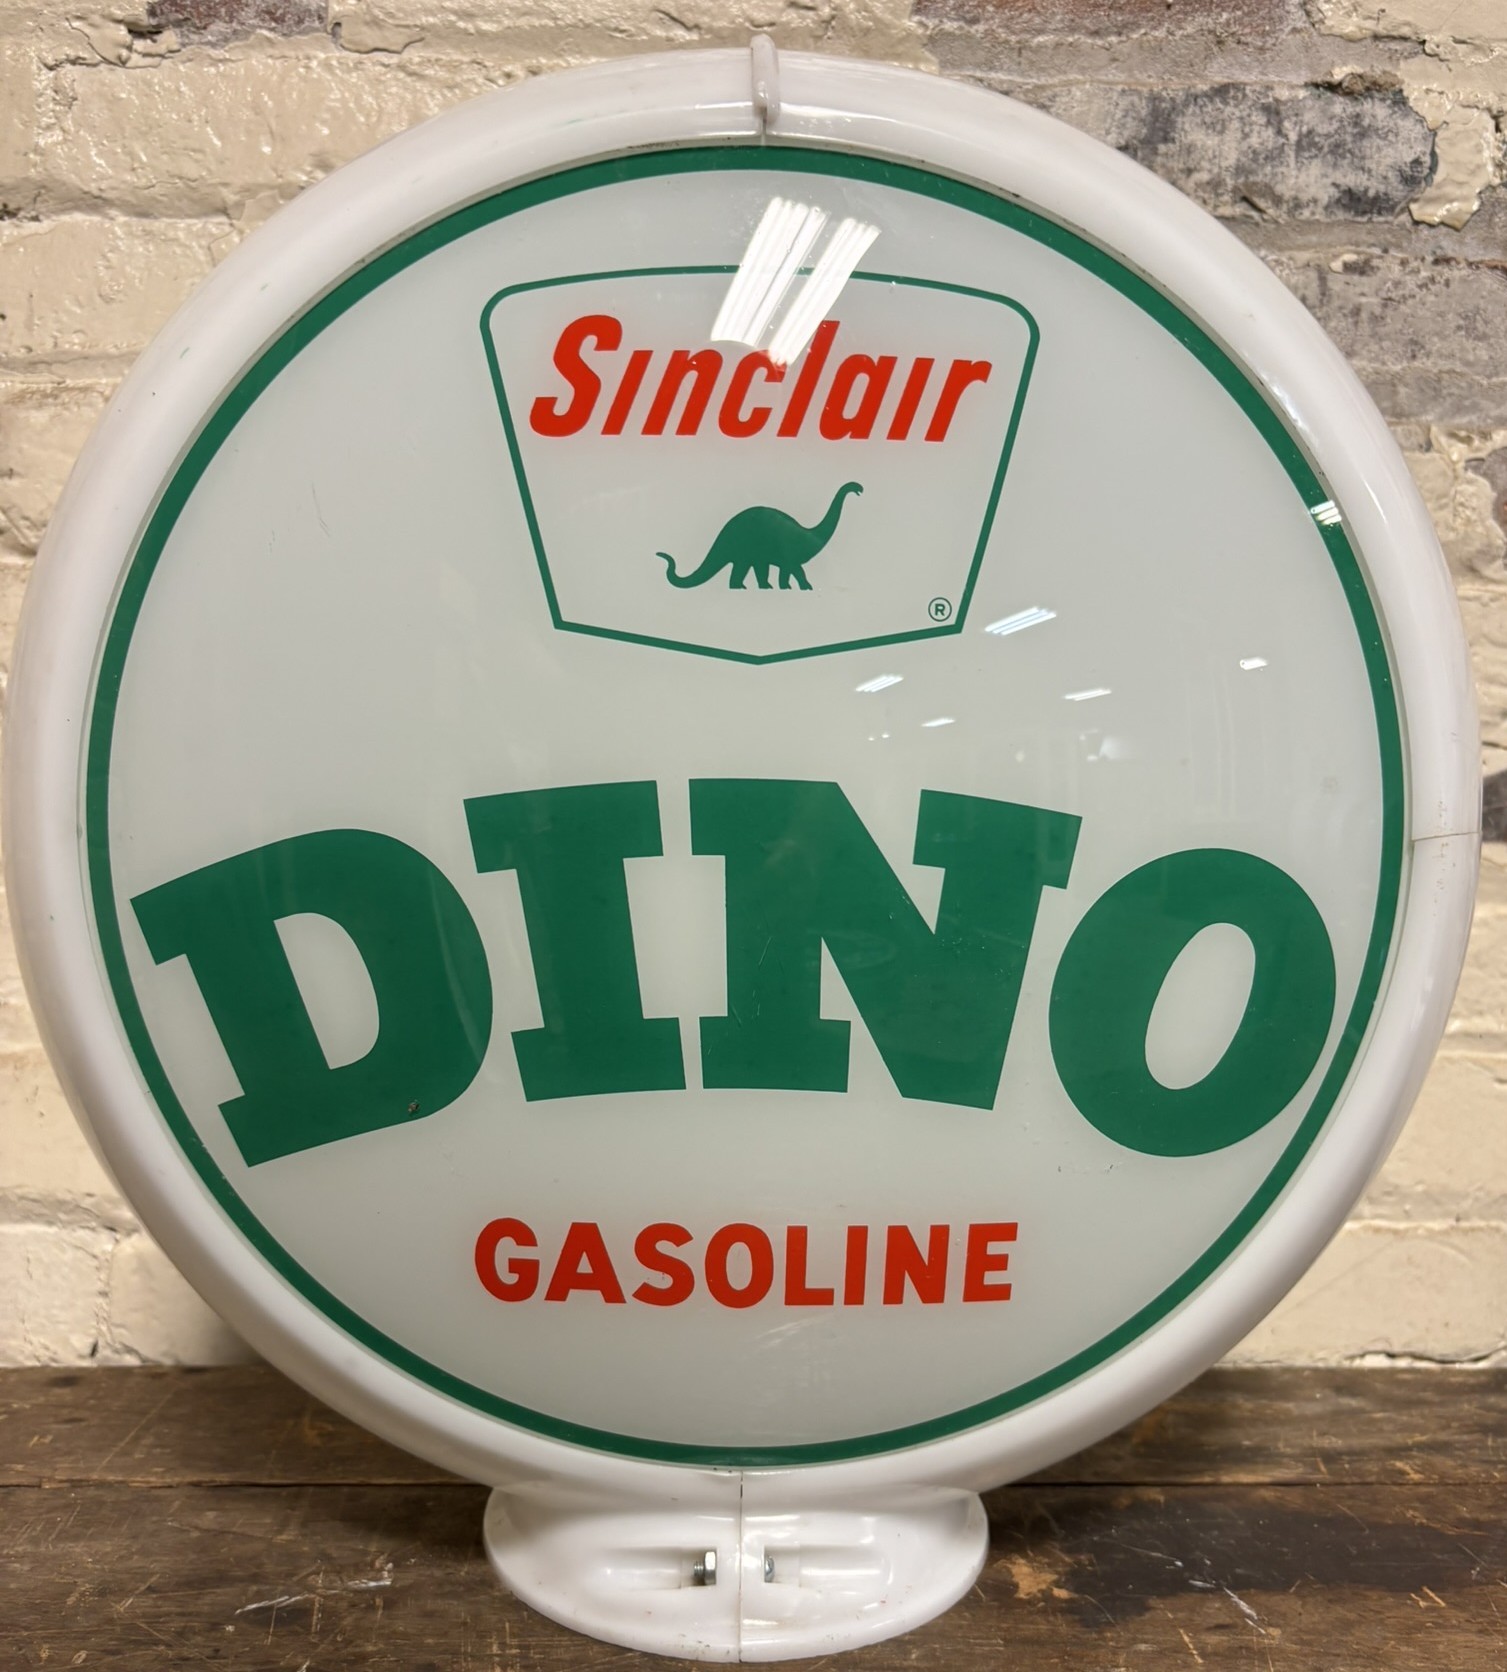 Sinclair
®
DINO
GASOLINE